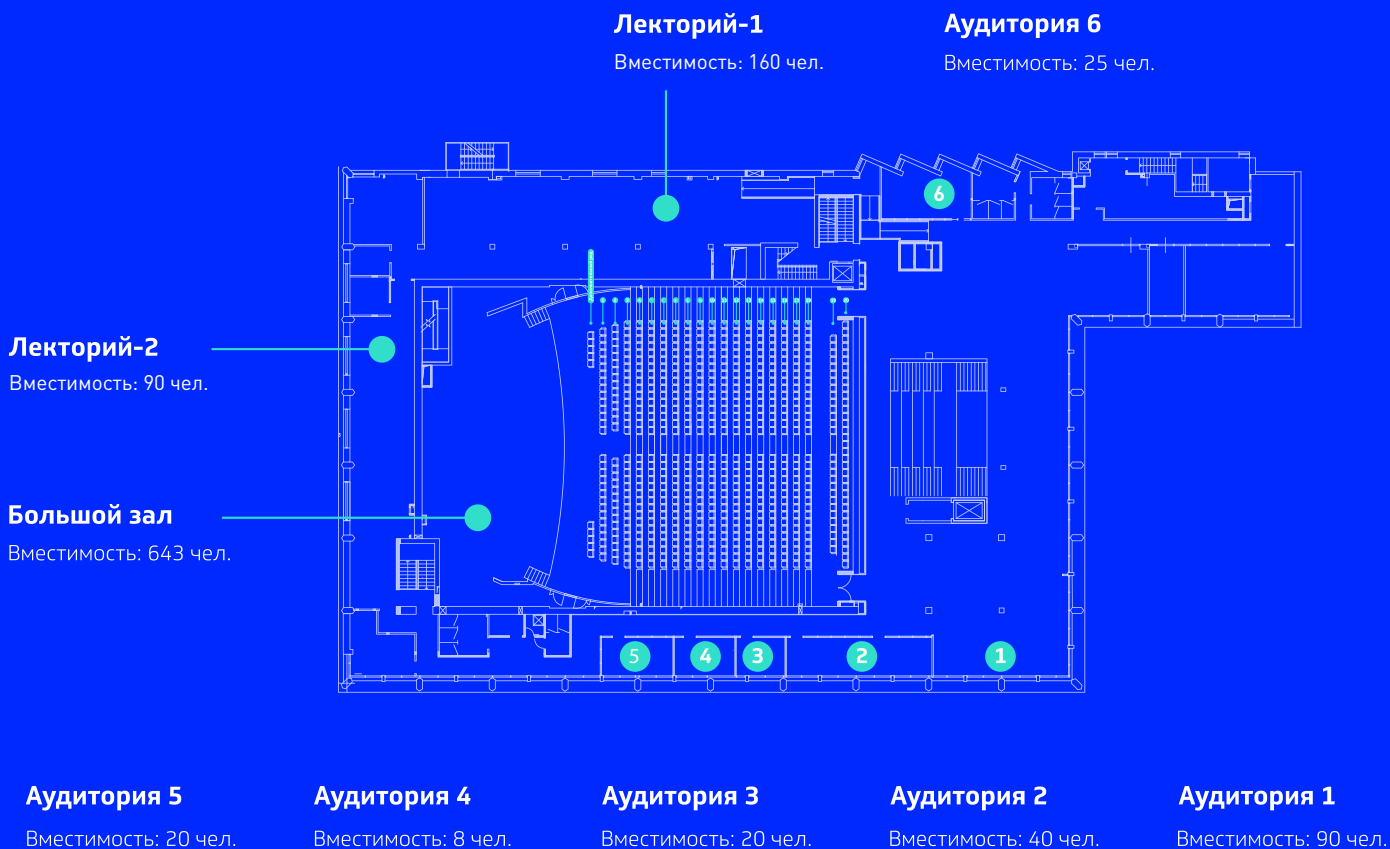 Лекторий-1
Вместимость: 160 чел.
Аудитория 6
Вместимость: 25 чел.
6
Лекторий-2
Вместимость: 90 чел.
Большой зал
Вместимость: 643 чел.
5
4
3
2
1
Аудитория 5
Вместимость: 20 чел.
Аудитория 4
Вместимость: 8 чел.
Аудитория 3
Вместимость: 20 чел.
Аудитория 2
Вместимость: 40 чел.
Аудитория 1
Вместимость: 90 чел.